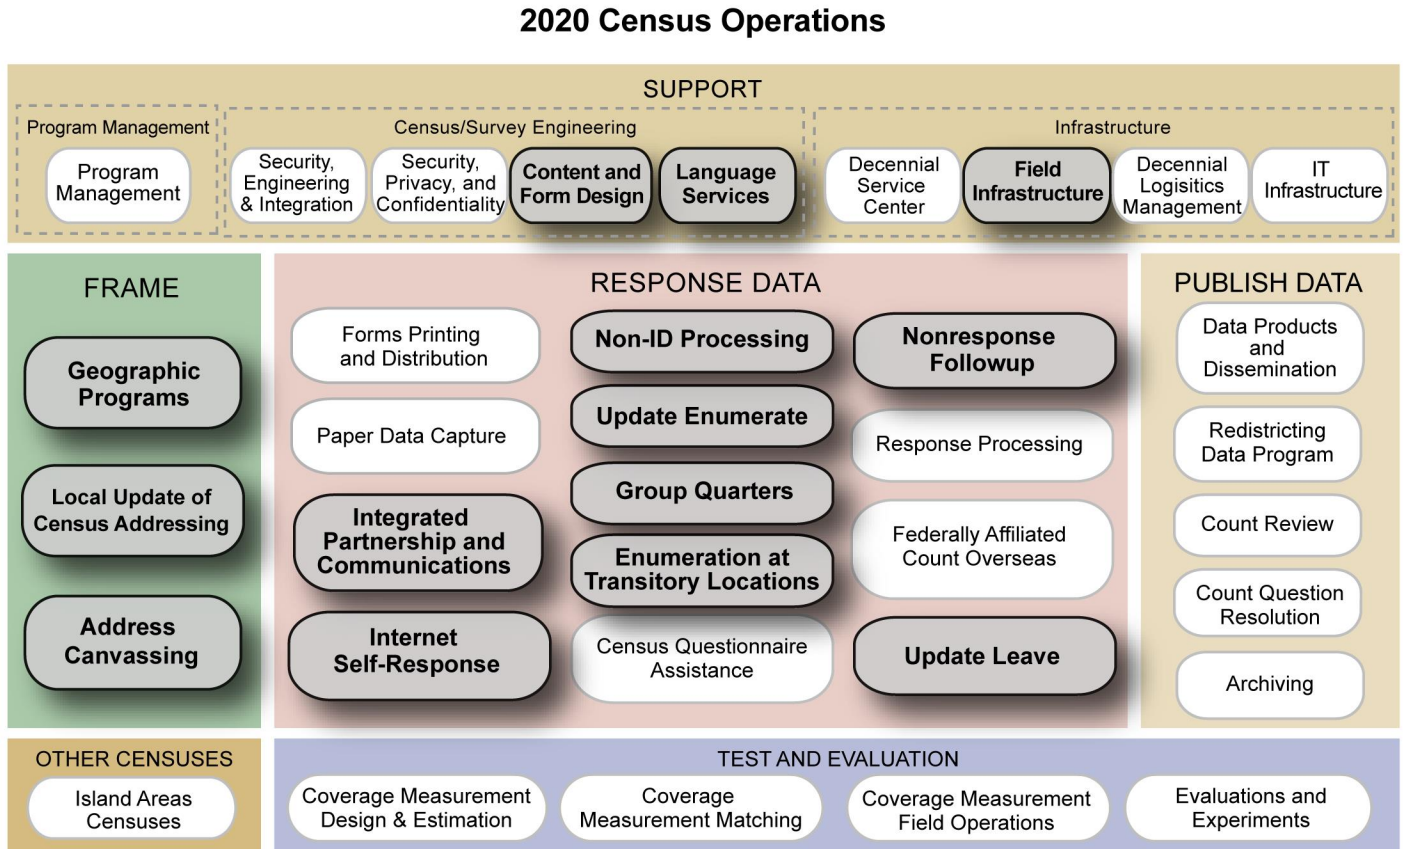 2020 Census Operations
SUPPORT
Program Management
Program
Management
Census/Survey Engineering
Security,
Engineering
& Integration
Security,
Privacy, and
Confidentiality
Content and
Form Design
Language
Services
Infrastructure
Decennial
Service
Center
Field
Infrastructure
Decennial
Logisitics
Management
IT
Infrastructure
FRAME
Geographic
Programs
Local Update of
Census Addressing
Address
Canvassing
RESPONSE DATA
Forms Printing
and Distribution
Paper Data Capture
Integrated
Partnership and
Communications
Internet
Self-Response
Non-ID Processing
Update Enumerate
Group Quarters
Enumeration at
Transitory Locations
Census Questionnaire
Assistance
Nonresponse
Followup
Response Processing
Federally Affiliated
Count Overseas
Update Leave
PUBLISH DATA
Data Products
and
Dissemination
Redistricting
Data Program
Count Review
Count Question
Resolution
Archiving
OTHER CENSUSES
Island Areas
Censuses
TEST AND EVALUATION
Coverage Measurement
Design & Estimation
Coverage
Measurement Matching
Coverage Measurement
Field Operations
Evaluations and
Experiments